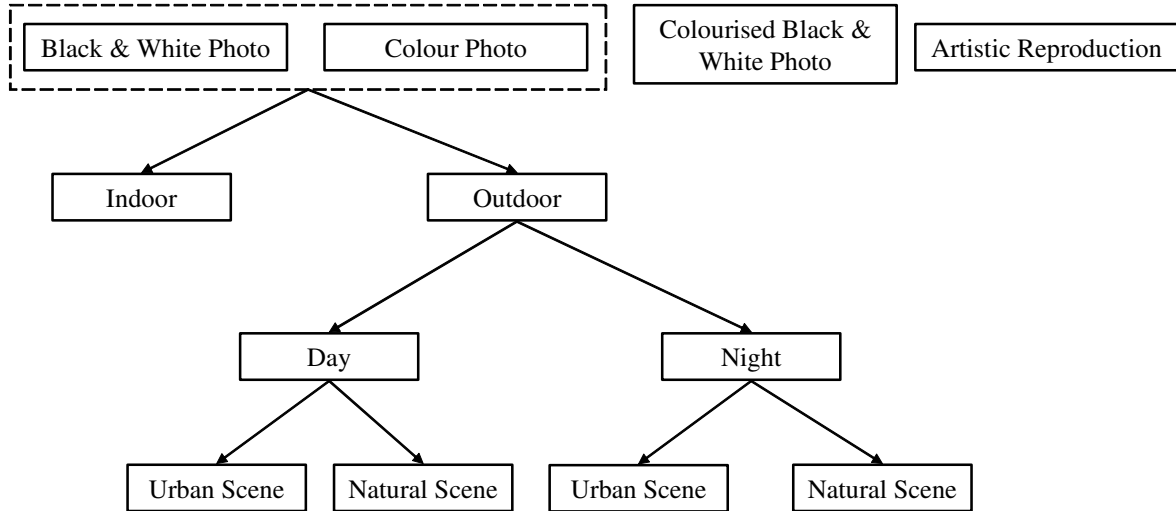 Black & White Photo
Colour Photo
Colourised Black &
White Photo
Artistic Reproduction
Indoor
Outdoor
Day
Night
Urban Scene
Natural Scene
Urban Scene
Natural Scene